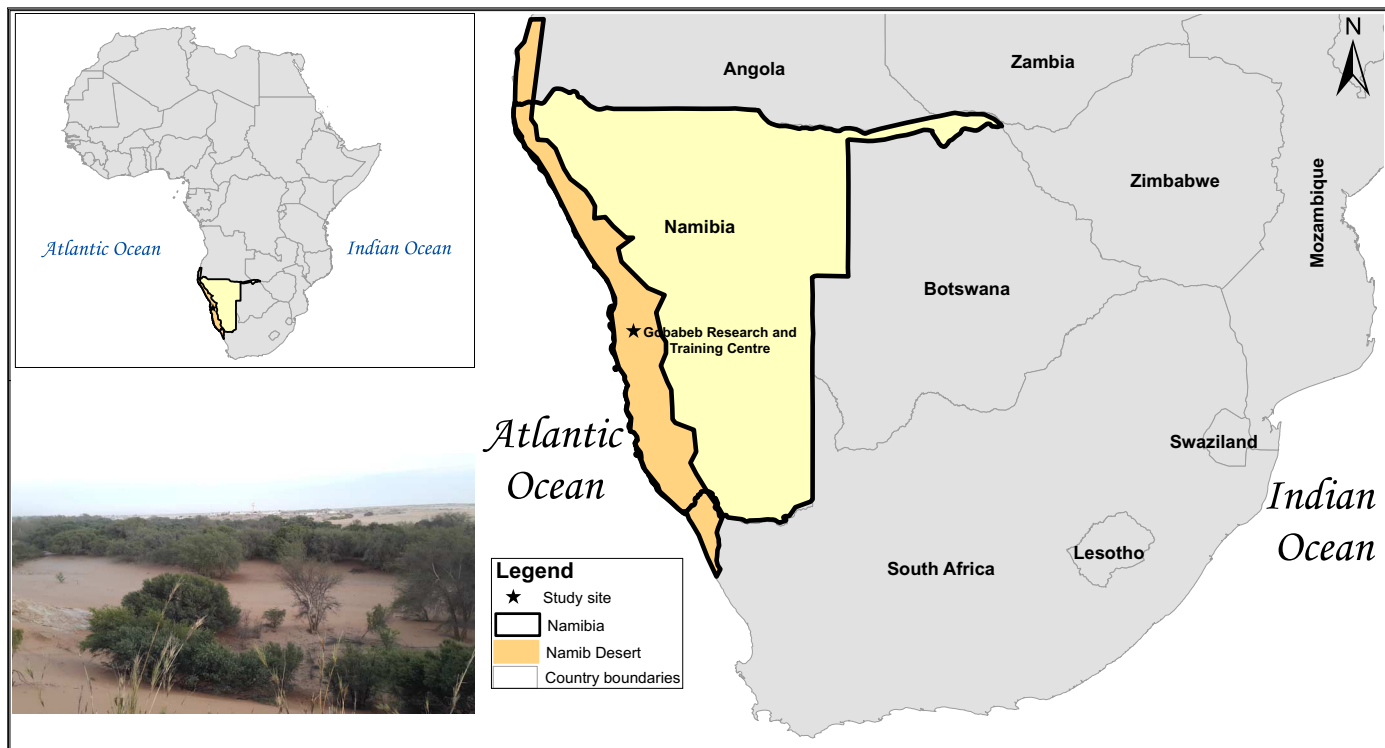 Atlantic Ocean
Indian Ocean
N
Angola
Zambia
Zimbabwe
Mozambique
Namibia
Botswana
Gobabeb Research and
Training Centre
Atlantic
Ocean
Swaziland
Indian
Ocean
Lesotho
South Africa
Legend
Study site
Namibia
Namib Desert
Country boundaries